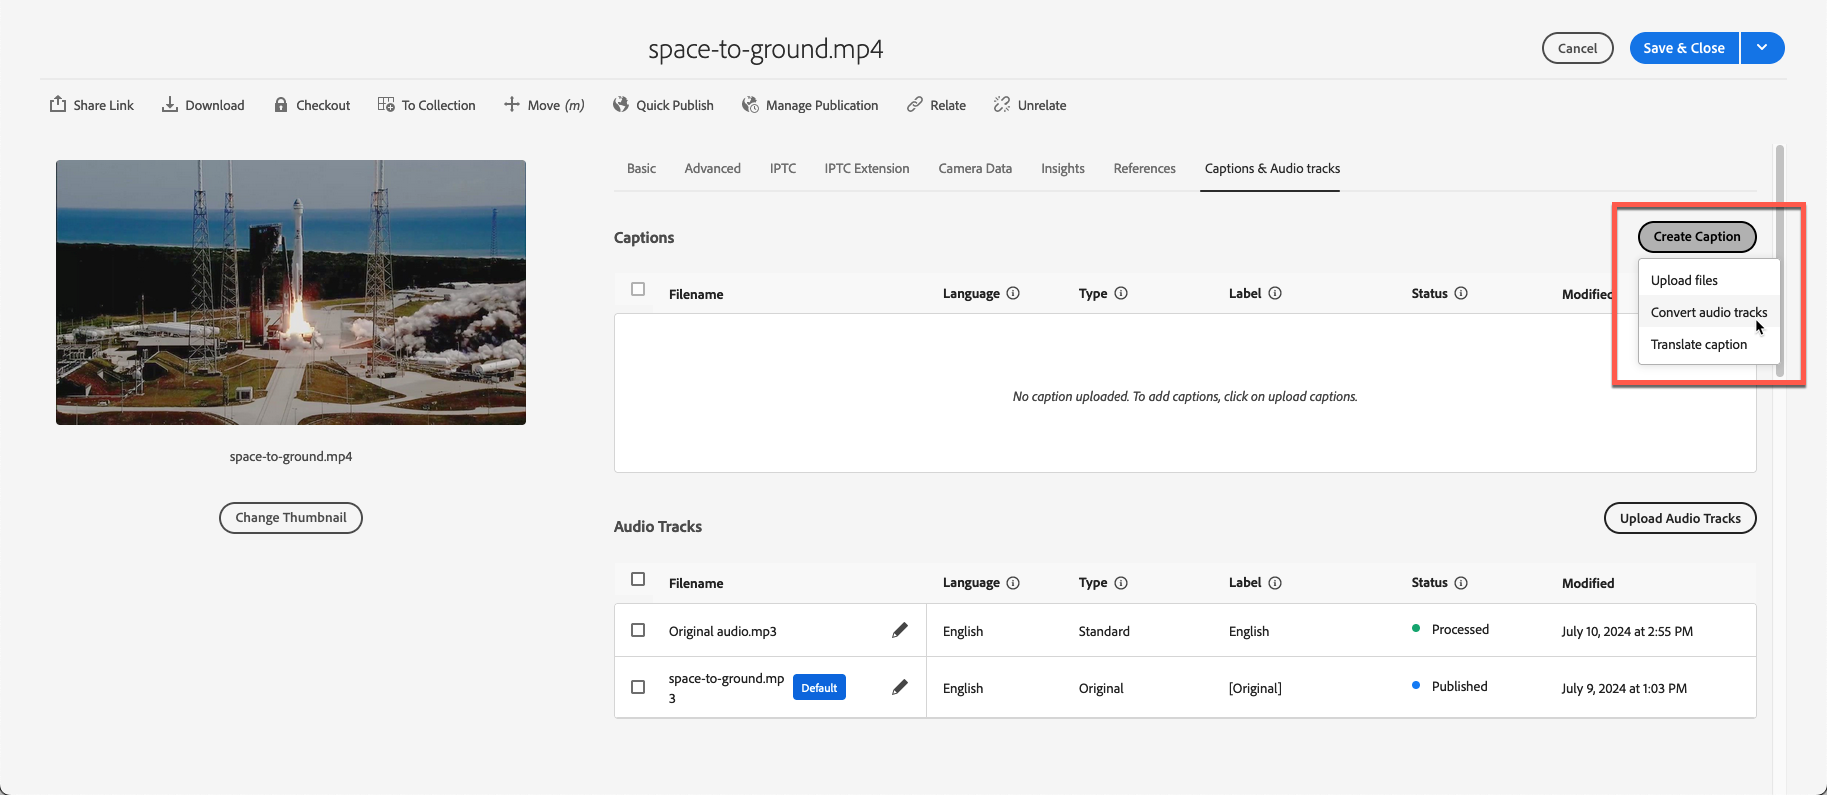 space-to-ground.mp4
Cancel
Save & Close
Share Link
Download
Checkout
To Collection
Move (m)
Quick Publish
Manage Publication
Relate
Unrelate
Basic
Advanced
IPTC
IPTC Extension
Camera Data
Insights
References
Captions & Audio tracks
space-to-ground.mp4
Change Thumbnail
Captions
Create Caption
Upload files
Convert audio tracks
Translate caption
Filename
Language
Type
Label
Status
Modified
No caption uploaded. To add captions, click on upload captions.
Audio Tracks
Upload Audio Tracks
Filename
Language
Type
Label
Status
Modified
Original audio.mp3
English
Standard
English
Processed
July 10, 2024 at 2:55 PM
space-to-ground.mp
3
Default
English
Original
[Original]
Published
July 9, 2024 at 1:03 PM